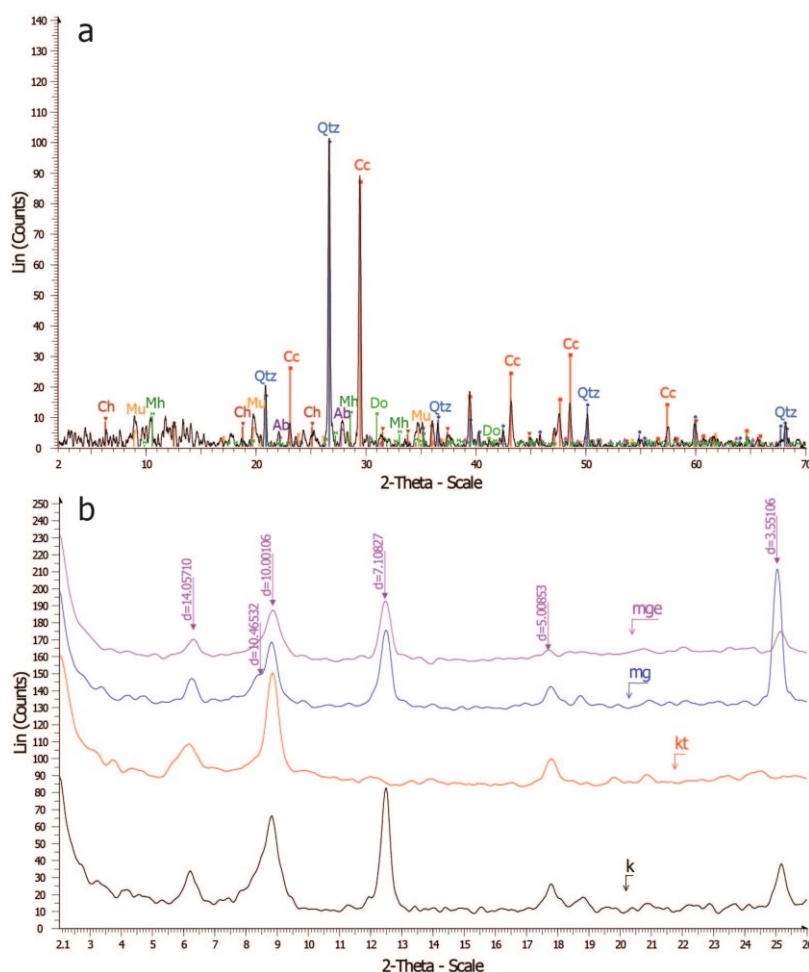 a
Lin (Counts)
140
130
120
110
100
90
80
70
60
50
40
30
20
10
0
Qtz
Cc
Ch
Mu
Mh
Ch
Mu
Qtz
Ab
Cc
Ch
Ab
Mh
Do
Mh
Mu
Qtz
Do
Cc
Cc
Qtz
Cc
Qtz
2 10 20 30 40 50 60 70
2-Theta - Scale
b
Lin (Counts)
250
240
230
220
210
200
190
180
170
160
150
140
130
120
110
100
90
80
70
60
50
40
30
20
10
0
d=14.05710
d=10.46532
d=10.00106
d=7.10827
d=5.00853
d=3.55106
mge
mg
kt
k
2.1 3 4 5 6 7 8 9 10 11 12 13 14 15 16 17 18 19 20 21 22 23 24 25 26
2-Theta - Scale